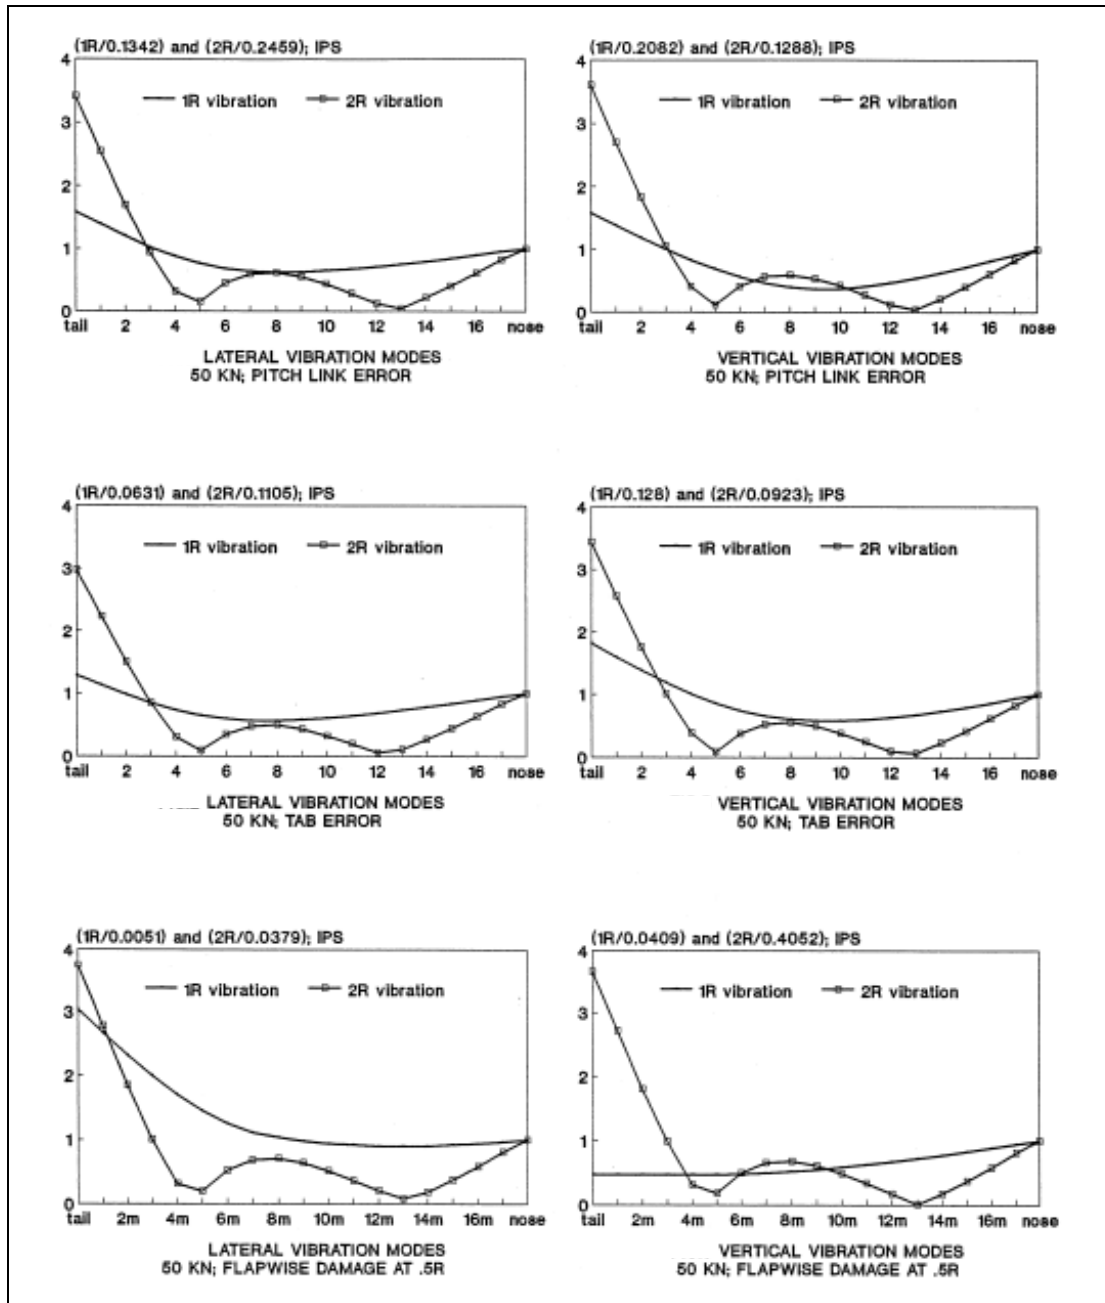 (1R/0.1342) and (2R/0.2459); IPS
4
1R vibration 2R vibration
3
2
1
0
tail 2 4 6 8 10 12 14 16 nose
LATERAL VIBRATION MODES
50 KN; PITCH LINK ERROR
(1R/0.2082) and (2R/0.1288); IPS
4
1R vibration 2R vibration
3
2
1
0
tail 2 4 6 8 10 12 14 16 nose
VERTICAL VIBRATION MODES
50 KN; PITCH LINK ERROR
(1R/0.0631) and (2R/0.1105); IPS
4
1R vibration 2R vibration
3
2
1
0
tail 2 4 6 8 10 12 14 16 nose
LATERAL VIBRATION MODES
50 KN; TAB ERROR
(1R/0.128) and (2R/0.0923); IPS
4
1R vibration 2R vibration
3
2
1
0
tail 2 4 6 8 10 12 14 16 nose
VERTICAL VIBRATION MODES
50 KN; TAB ERROR
(1R/0.0051) and (2R/0.0379); IPS
4
1R vibration 2R vibration
3
2
1
0
tail 2m 4m 6m 8m 10m 12m 14m 16m nose
LATERAL VIBRATION MODES
50 KN; FLAPWISE DAMAGE AT .5R
(1R/0.0409) and (2R/0.4052); IPS
4
1R vibration 2R vibration
3
2
1
0
tail 2m 4m 6m 8m 10m 12m 14m 16m nose
VERTICAL VIBRATION MODES
50 KN; FLAPWISE DAMAGE AT .5R